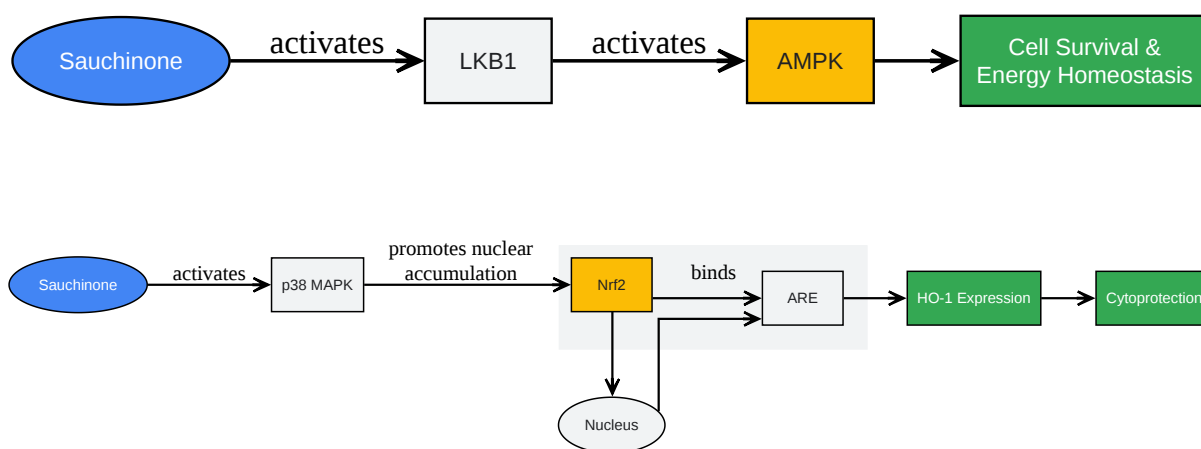 Sauchinone
activates
LKB1
activates
AMPK
Cell Survival &
Energy Homeostasis
Sauchinone
activates
p38 MAPK
promotes nuclear
accumulation
Nrf2
binds
ARE
HO-1 Expression
Cytoprotection
Nucleus